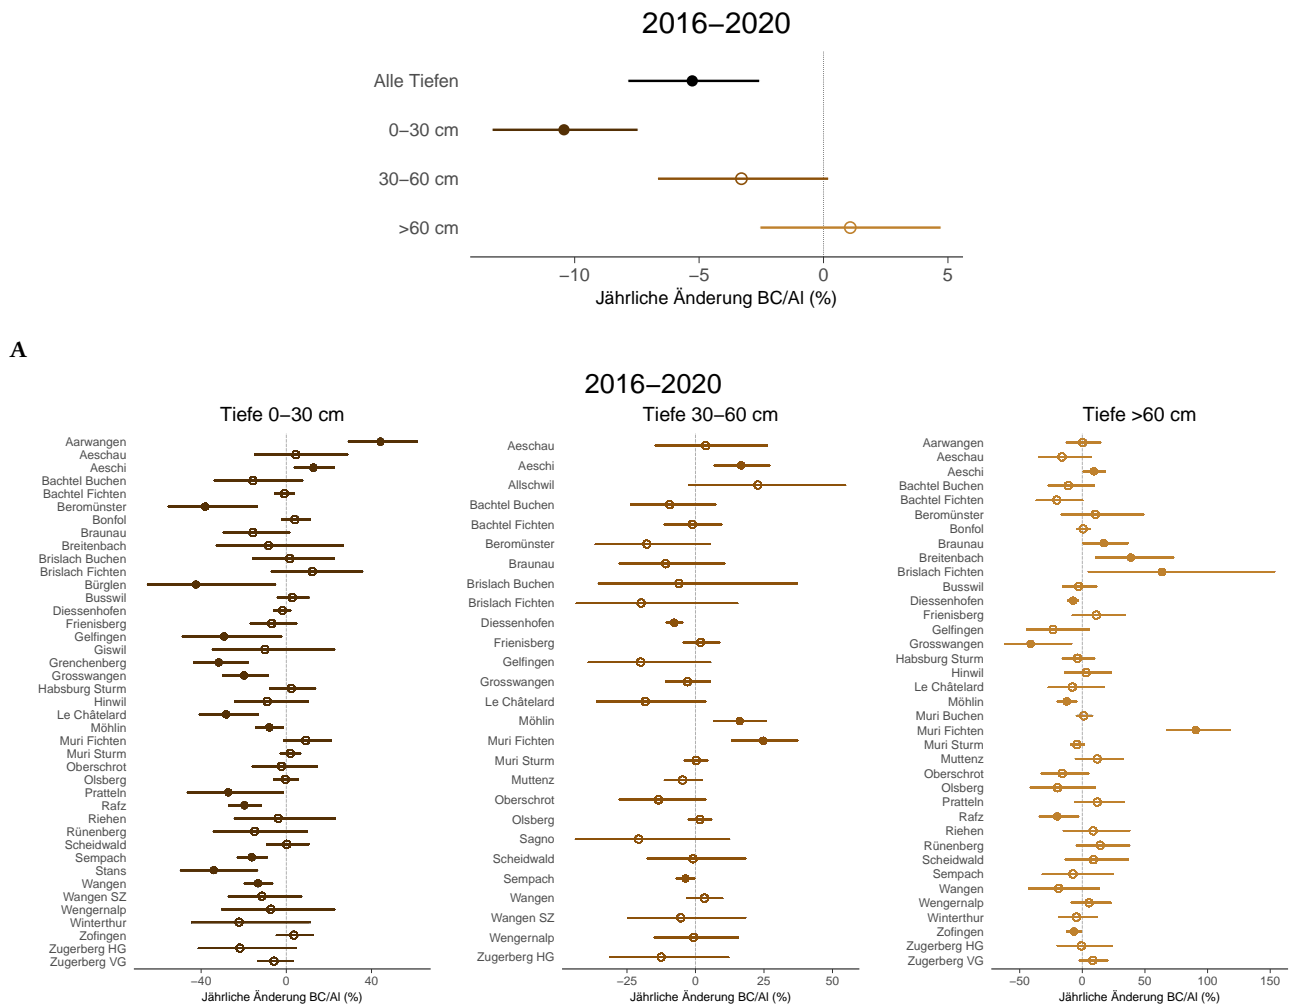 2016−2020
Alle Tiefen
0−30 cm
30−60 cm
>60 cm
−10 −5 0 5
Jährliche Änderung BC/Al (%)
A
2016−2020
Tiefe 0−30 cm
Aarwangen
Aeschau
Aeschi
Bachtel Buchen
Bachtel Fichten
Beromünster
Bonfol
Braunau
Breitenbach
Brislach Buchen
Brislach Fichten
Bürglen
Busswil
Diessenhofen
Frienisberg
Gelfingen
Giswil
Grenchenberg
Grosswangen
Habsburg Sturm
Hinwil
Le Châtelard
Möhlin
Muri Fichten
Muri Sturm
Oberschrot
Olsberg
Pratteln
Rafz
Riehen
Rünenberg
Scheidwald
Sempach
Stans
Wangen
Wangen SZ
Wengernalp
Winterthur
Zofingen
Zugerberg HG
Zugerberg VG
−40 0 40
Jährliche Änderung BC/Al (%)
Tiefe 30−60 cm
Aeschau
Aeschi
Allschwil
Bachtel Buchen
Bachtel Fichten
Beromünster
Braunau
Brislach Buchen
Brislach Fichten
Diessenhofen
Frienisberg
Gelfingen
Grosswangen
Le Châtelard
Möhlin
Muri Fichten
Muri Sturm
Muttenz
Oberschrot
Olsberg
Sagno
Scheidwald
Sempach
Wangen
Wangen SZ
Wengernalp
Zugerberg HG
−25 0 25 50
Jährliche Änderung BC/Al (%)
Tiefe >60 cm
Aarwangen
Aeschau
Aeschi
Bachtel Buchen
Bachtel Fichten
Beromünster
Bonfol
Braunau
Breitenbach
Brislach Fichten
Busswil
Diessenhofen
Frienisberg
Gelfingen
Grosswangen
Habsburg Sturm
Hinwil
Le Châtelard
Möhlin
Muri Buchen
Muri Fichten
Muri Sturm
Muttenz
Oberschrot
Olsberg
Pratteln
Rafz
Riehen
Rünenberg
Scheidwald
Sempach
Wangen
Wengernalp
Winterthur
Zofingen
Zugerberg HG
Zugerberg VG
−50 0 50 100 150
Jährliche Änderung BC/Al (%)